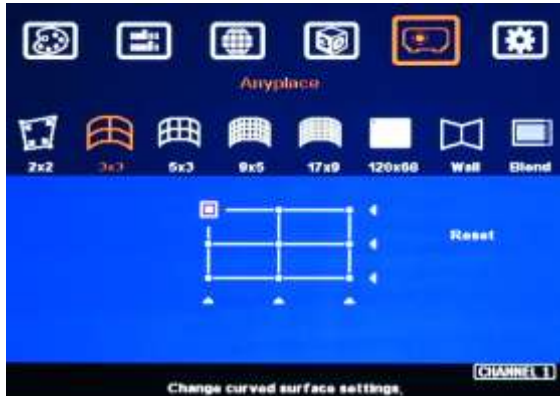 Anyplace
2x2 3x3 5x3 9x5 17x9 120x68 Wall Blend
Reset
CHANNEL 1
Change curved surface settings.